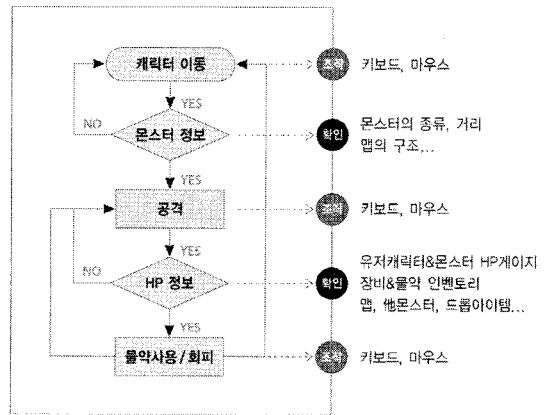 캐릭터 이동
조작
키보드, 마우스
YES
NO
몬스터 정보
확인
몬스터의 종류, 거리
맵의 구조...
YES
공격
조작
키보드, 마우스
YES
NO
HP 정보
확인
유저캐릭터&몬스터 HP게이지
장비&물약 인벤토리
맵, 他몬스터, 드롭아이템...
YES
물약사용/회피
조작
키보드, 마우스